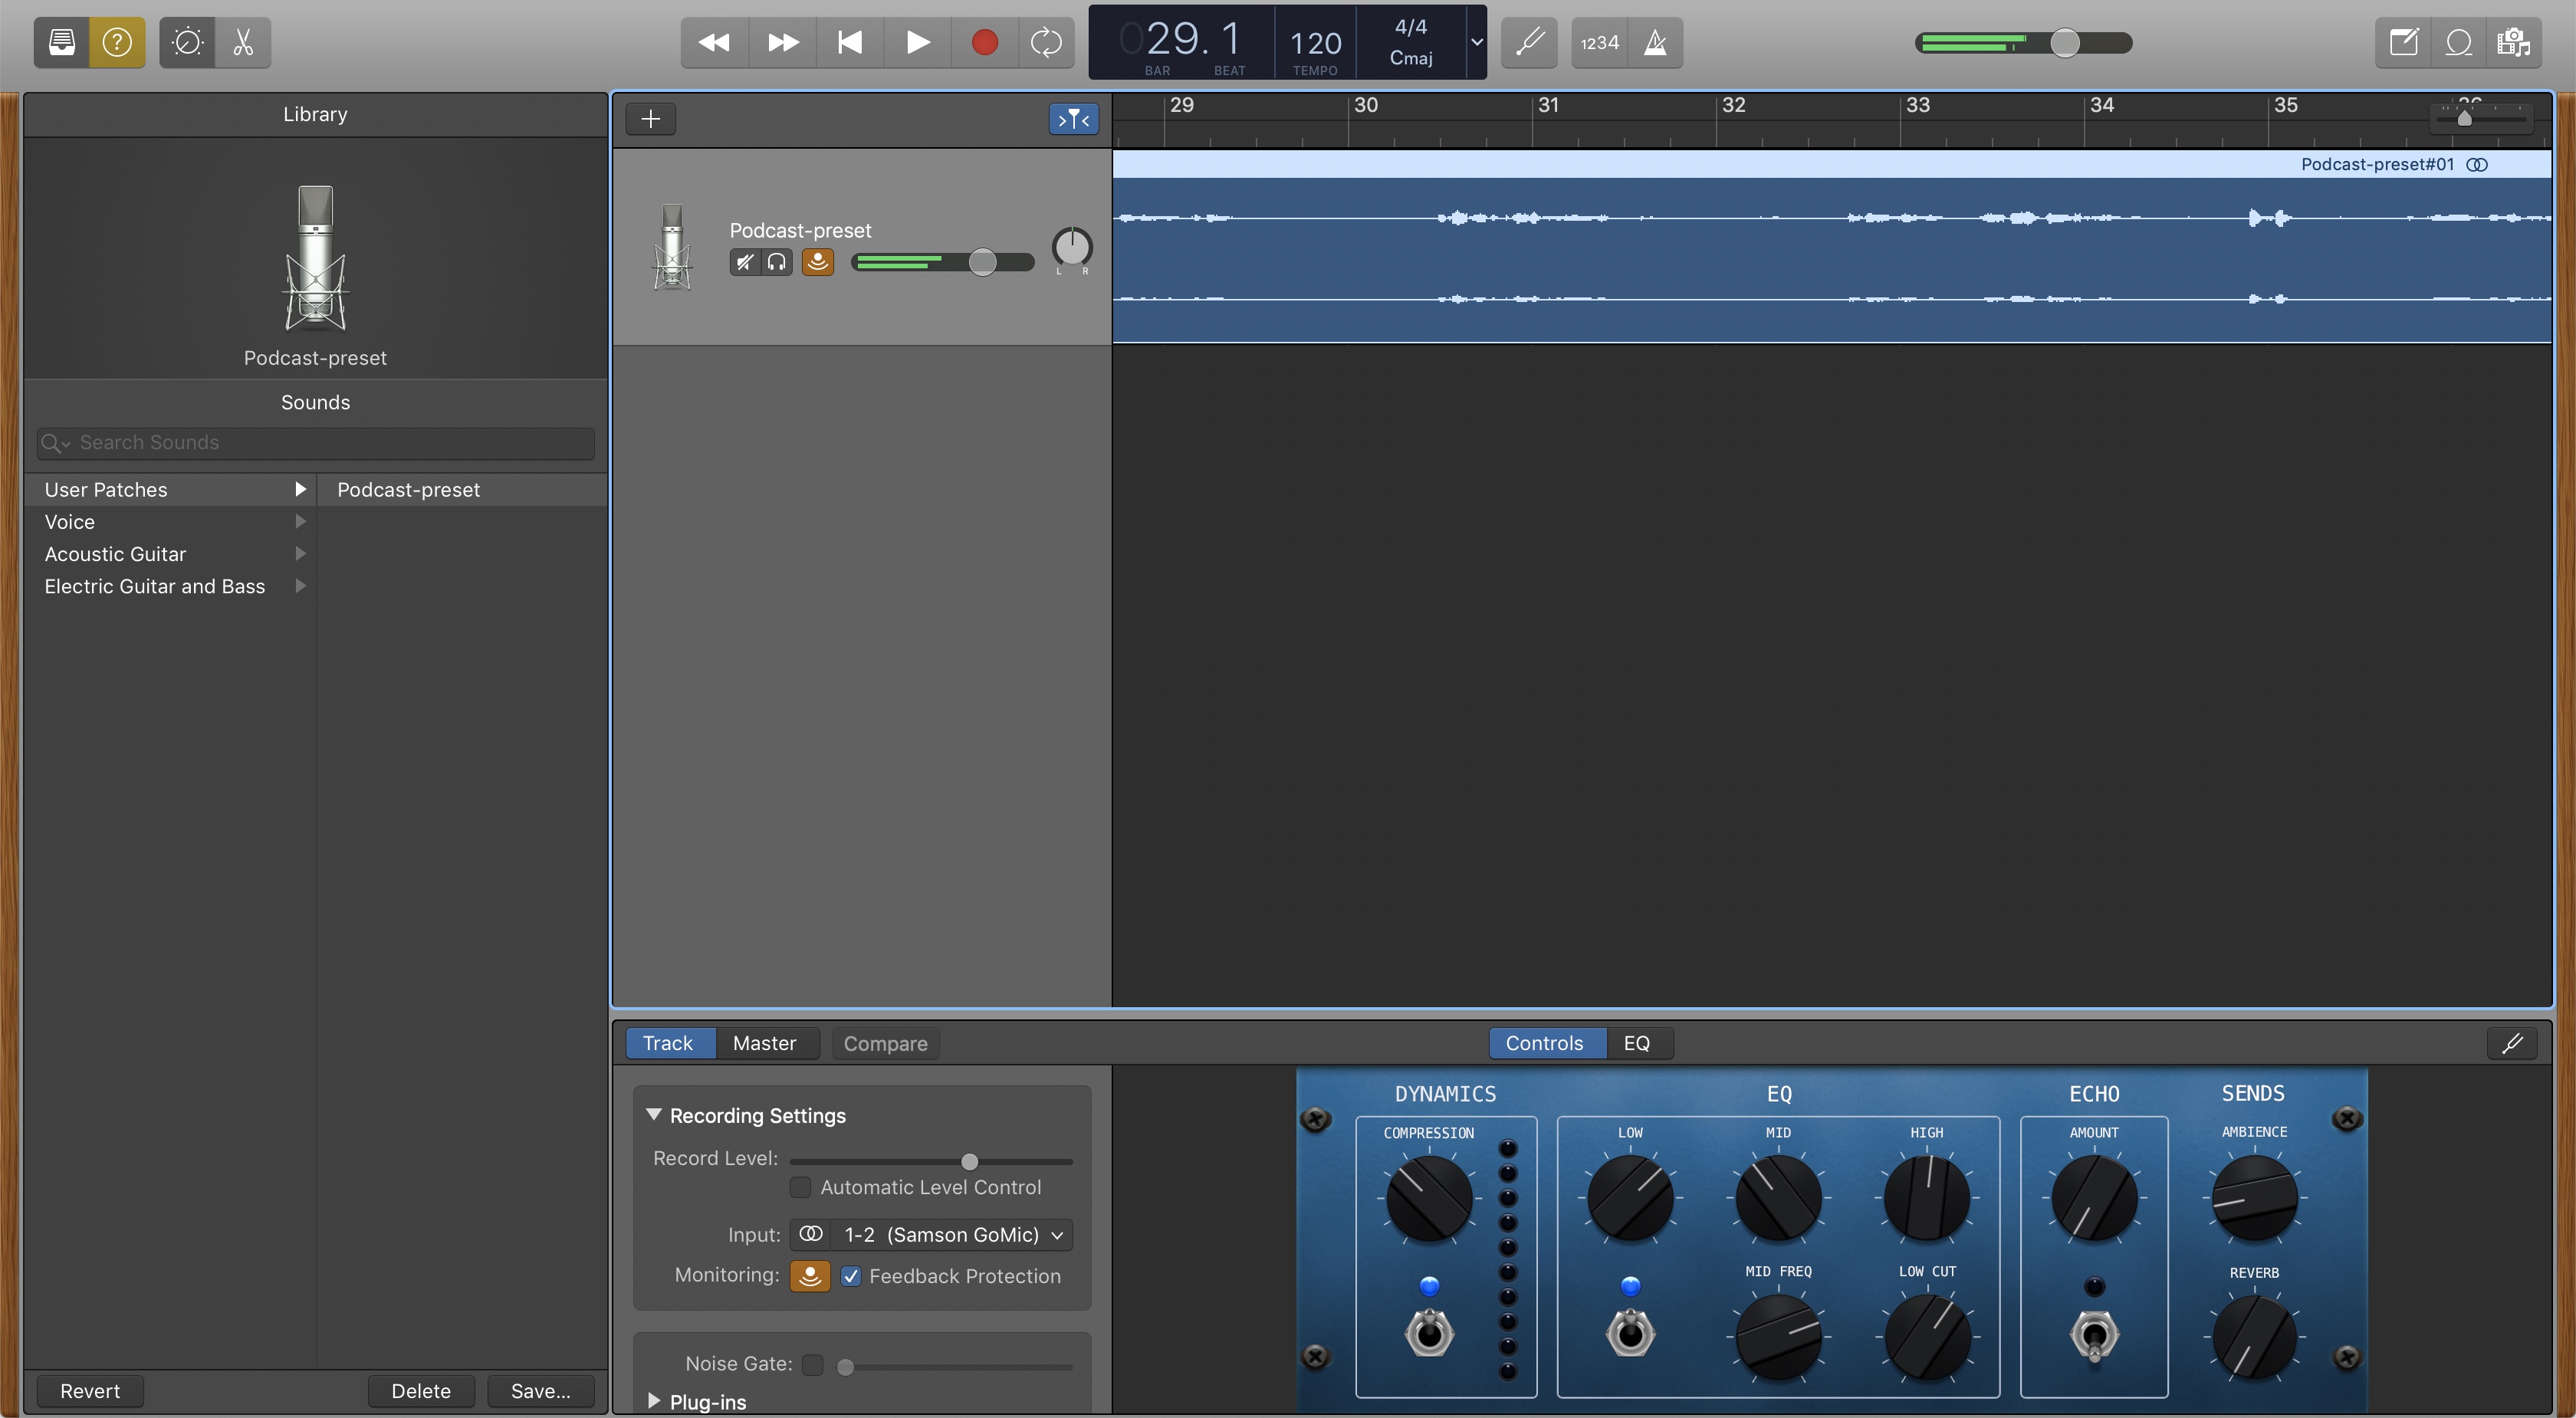 029. 1
BAR BEAT
120
TEMPO
4/4
Cmaj
1234
Library
Podcast-preset
Sounds
Search Sounds
User Patches
Podcast-preset
Voice
Acoustic Guitar
Electric Guitar and Bass
Revert
Delete
Save...
29 30 31 32 33 34 35
Podcast-preset#01
Podcast-preset
L R
Track Master Compare
Controls EQ
Recording Settings
Record Level:
Automatic Level Control
Input: 1-2 (Samson GoMic)
Monitoring: Feedback Protection
Noise Gate:
Plug-ins
DYNAMICS
COMPRESSION
EQ
LOW MID HIGH
MID FREQ LOW CUT
ECHO
AMOUNT
SENDS
AMBIENCE
REVERB